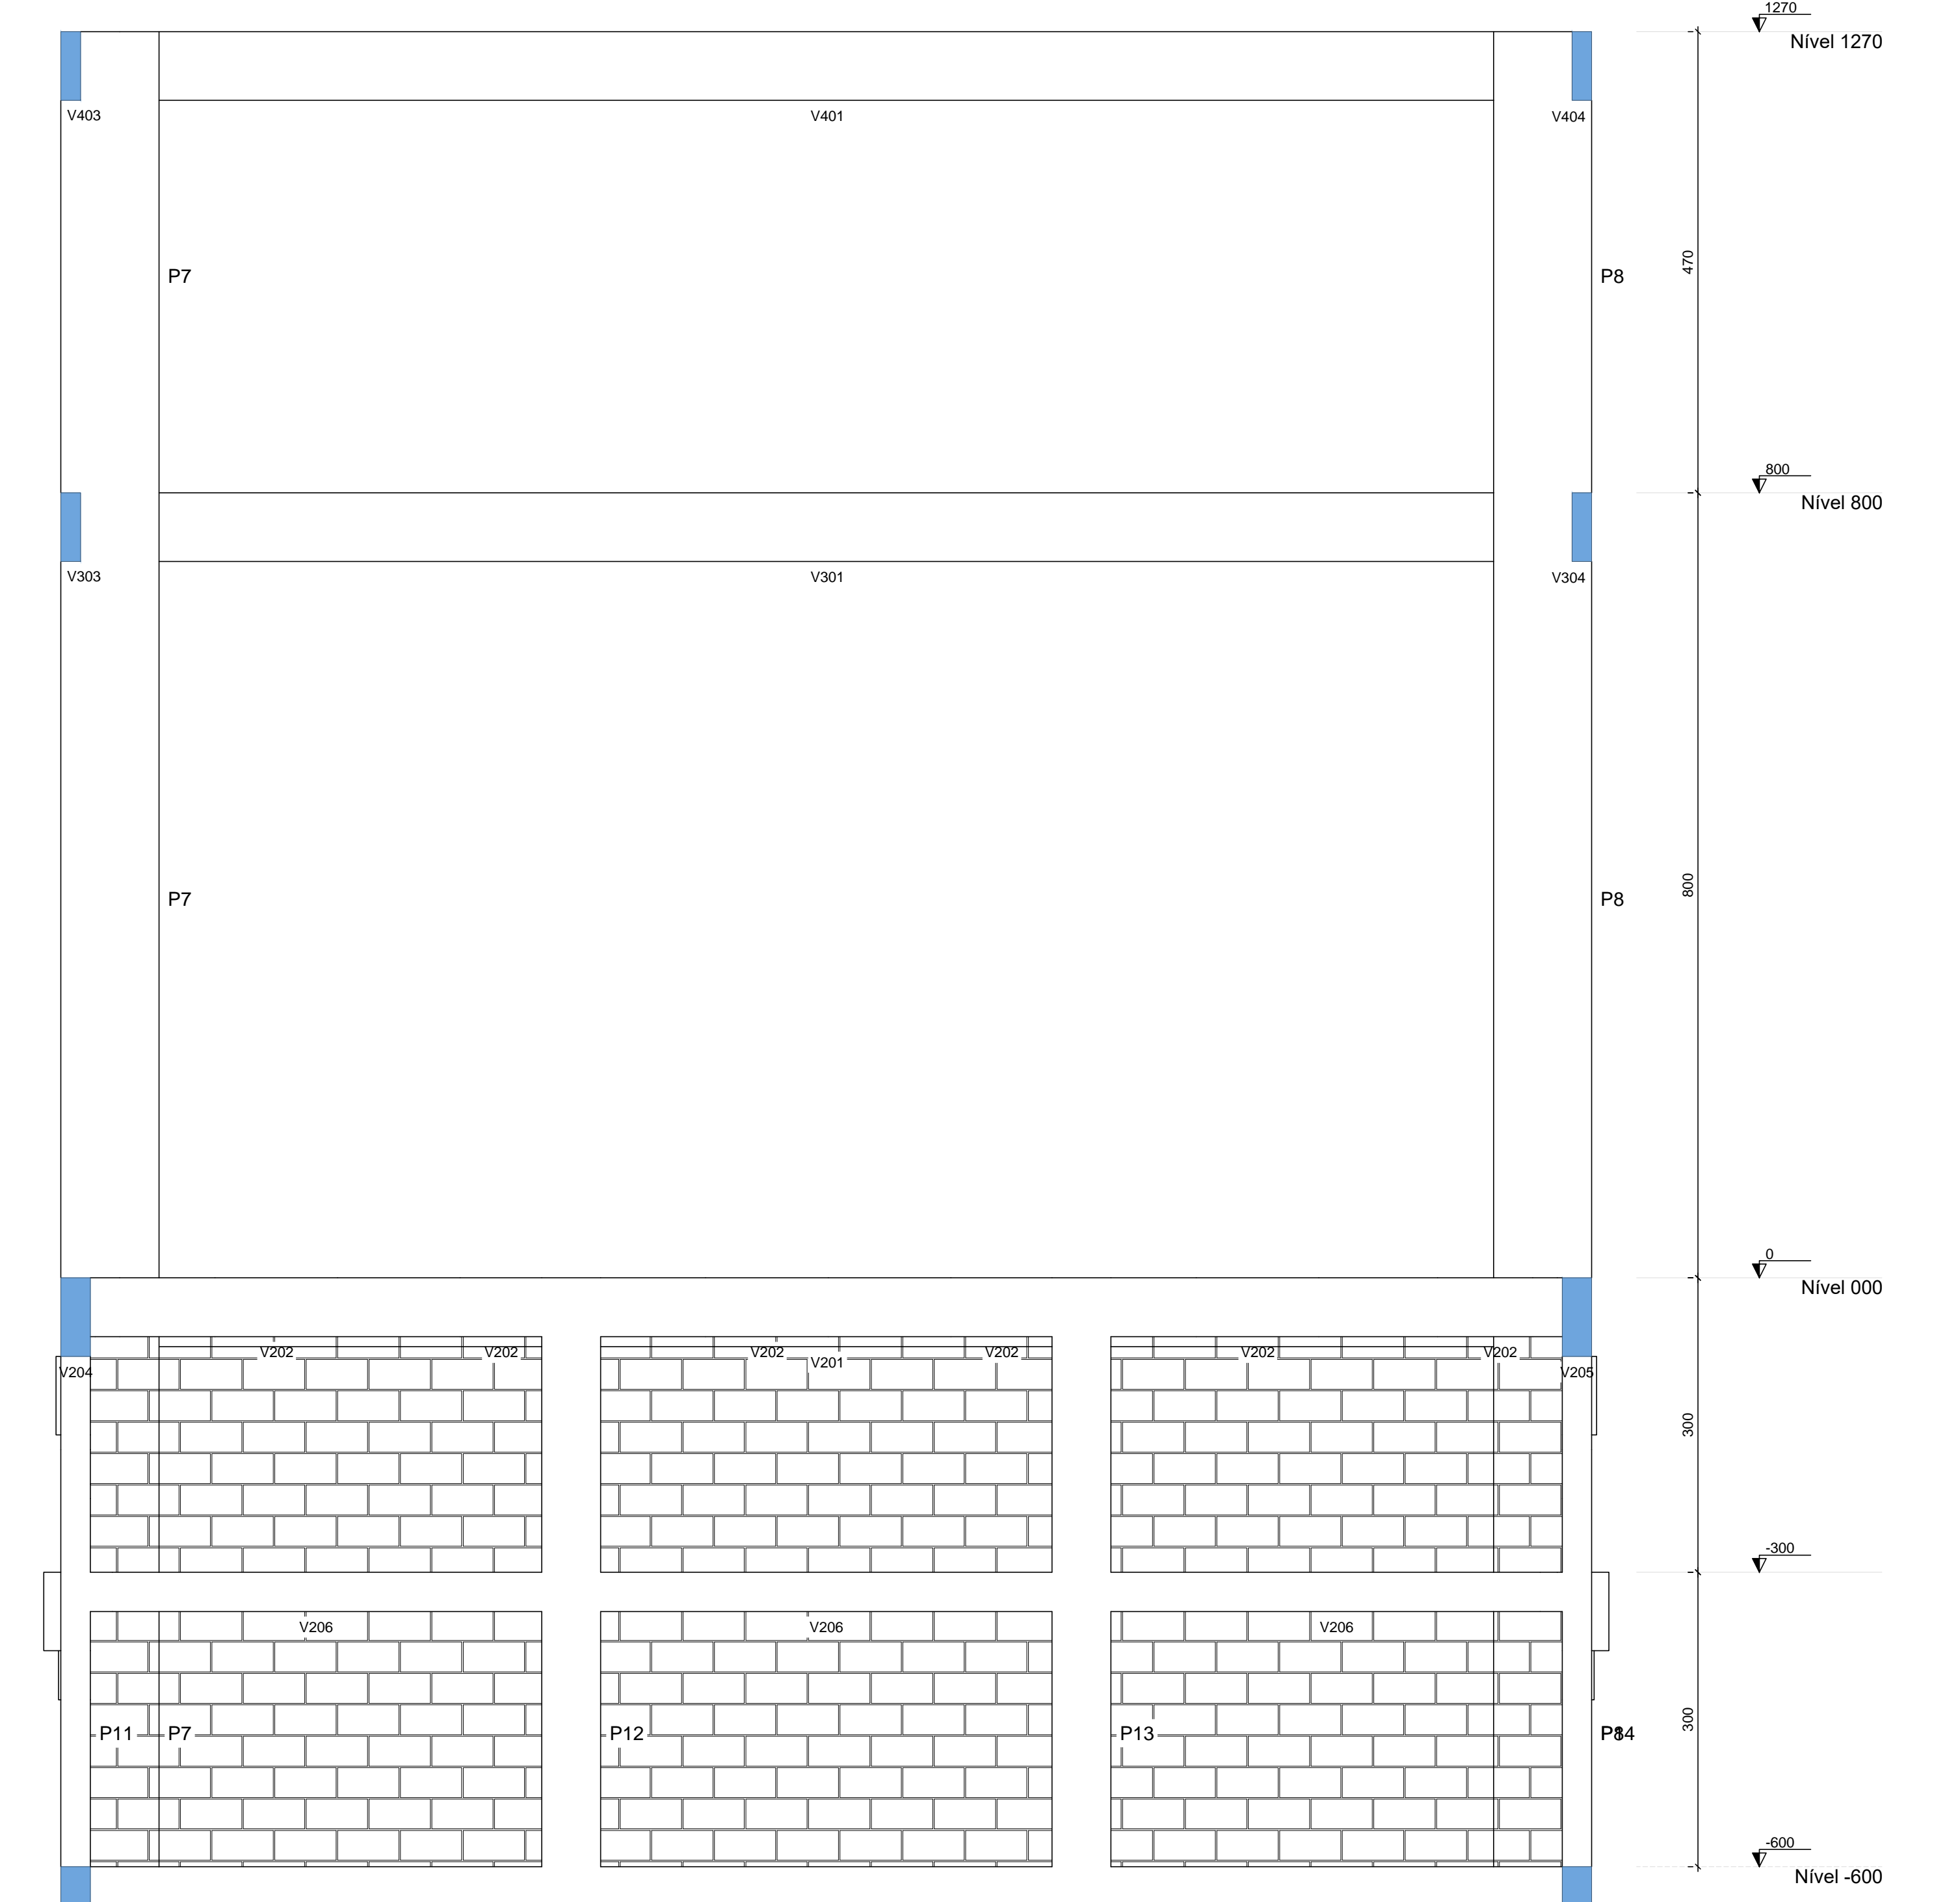 1270
Nível 1270
V403 V401 V404
P7 P8 470
800
Nível 800
V303 V301 V304
P7 P8 800
0
Nível 000
V202 V202 V202 V201 V202 V202 V202
V204 V205
300
-300
V206 V206 V206
300
P11 P7 P12 P13 P8 P14
-600
Nível -600